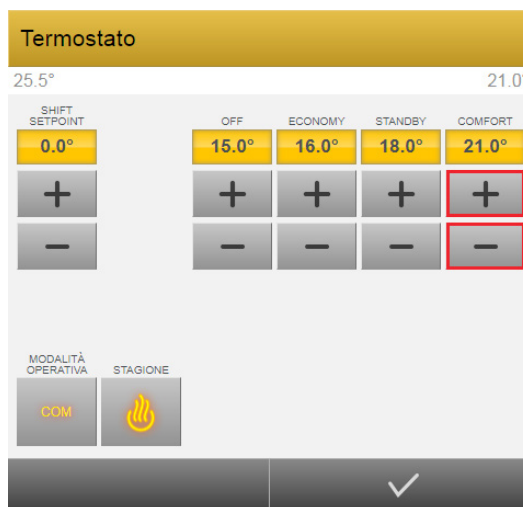 Termostato
25.5° 21.0°
SHIFT
SETPOINT OFF ECONOMY STANDBY COMFORT
0.0° 15.0° 16.0° 18.0° 21.0°
+ + + + +
− − − − −
MODALITÀ
OPERATIVA STAGIONE
COM